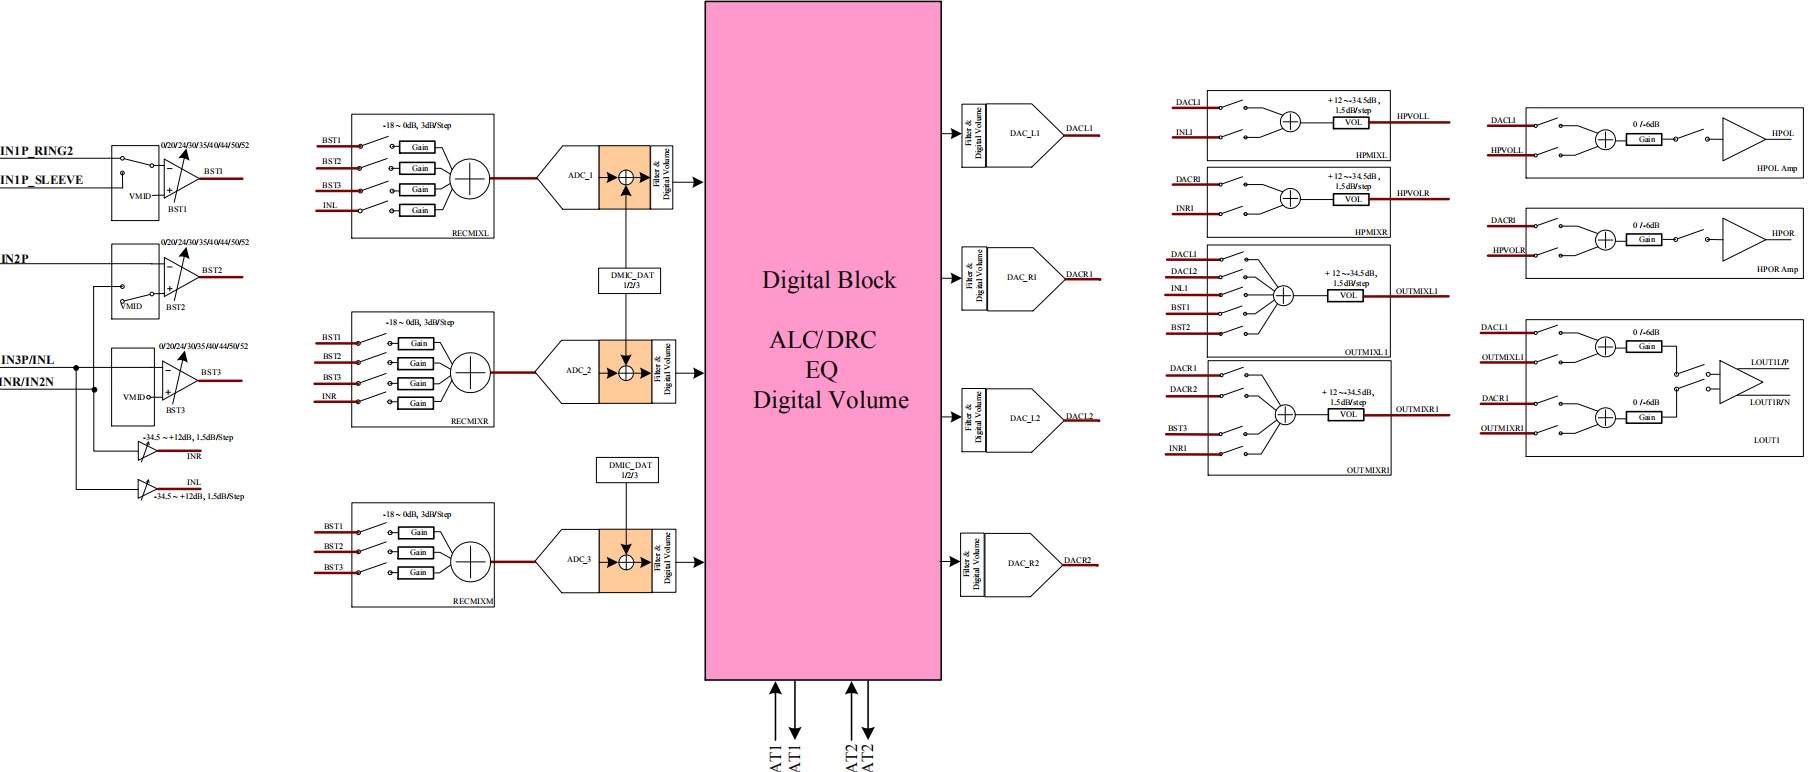 IN1P_RING2
IN1P_SLEEVE
0/20/24/30/35/40/44/50/52
VMID
BST1
BST1
IN2P
0/20/24/30/35/40/44/50/52
VMID
BST2
BST2
IN3P/INL
INR/IN2N
0/20/24/30/35/40/44/50/52
VMID
BST3
BST3
-34.5 ~ +12dB, 1.5dB/Step
INR
INL
-34.5 ~ +12dB, 1.5dB/Step
-18 ~ 0dB, 3dB/Step
BST1
Gain
BST2
Gain
BST3
Gain
INL
Gain
RECMIXL
-18 ~ 0dB, 3dB/Step
BST1
Gain
BST2
Gain
BST3
Gain
INR
Gain
RECMIXR
-18 ~ 0dB, 3dB/Step
BST1
Gain
BST2
Gain
BST3
Gain
RECMIXM
ADC_1
Filter &
Digital Volume
DMIC_DAT
1/2/3
ADC_2
Filter &
Digital Volume
DMIC_DAT
1/2/3
ADC_3
Filter &
Digital Volume
Digital Block
ALC/DRC
EQ
Digital Volume
AT1
AT1
AT2
AT2
Filter &
Digital Volume
DAC_L1
DACL1
Filter &
Digital Volume
DAC_R1
DACR1
Filter &
Digital Volume
DAC_L2
DACL2
Filter &
Digital Volume
DAC_R2
DACR2
DACL1
INL1
+12 ~-34.5dB,
1.5dB/step
VOL
HPVOLL
HPMIXL
DACR1
INR1
+12 ~-34.5dB,
1.5dB/step
VOL
HPVOLR
HPMIXR
DACL1
DACL2
INL1
BST1
BST2
+12 ~-34.5dB,
1.5dB/step
VOL
OUTMIXL1
OUTMIXL1
DACR1
DACR2
BST3
INR1
+12 ~-34.5dB,
1.5dB/step
VOL
OUTMIXR1
OUTMIXR1
DACL1
HPVOLL
0 /-6dB
Gain
HPOL
HPOL Amp
DACR1
HPVOLR
0 /-6dB
Gain
HPOR
HPOR Amp
DACL1
OUTMIXL1
0 /-6dB
Gain
DACR1
OUTMIXR1
0 /-6dB
Gain
LOUT1L/P
LOUT1R/N
LOUT1